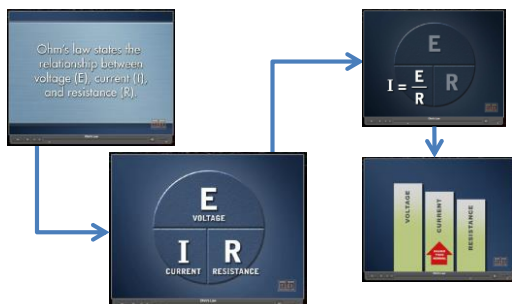 Ohm's law states the
relationship between
voltage (E), current (I),
and resistance (R).
E
VOLTAGE
I R
CURRENT RESISTANCE
E
I = E/R
R
VOLTAGE
CURRENT
RESISTANCE